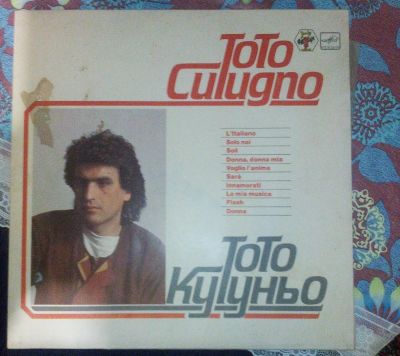 TOTO
CUTUGNO
L'Italiano
Solo noi
Soli
Donna, donna mia
Voglio l'anima
Sarà
Innamorati
La mia musica
Flash
Donna
ТОТО
КУТУНЬО